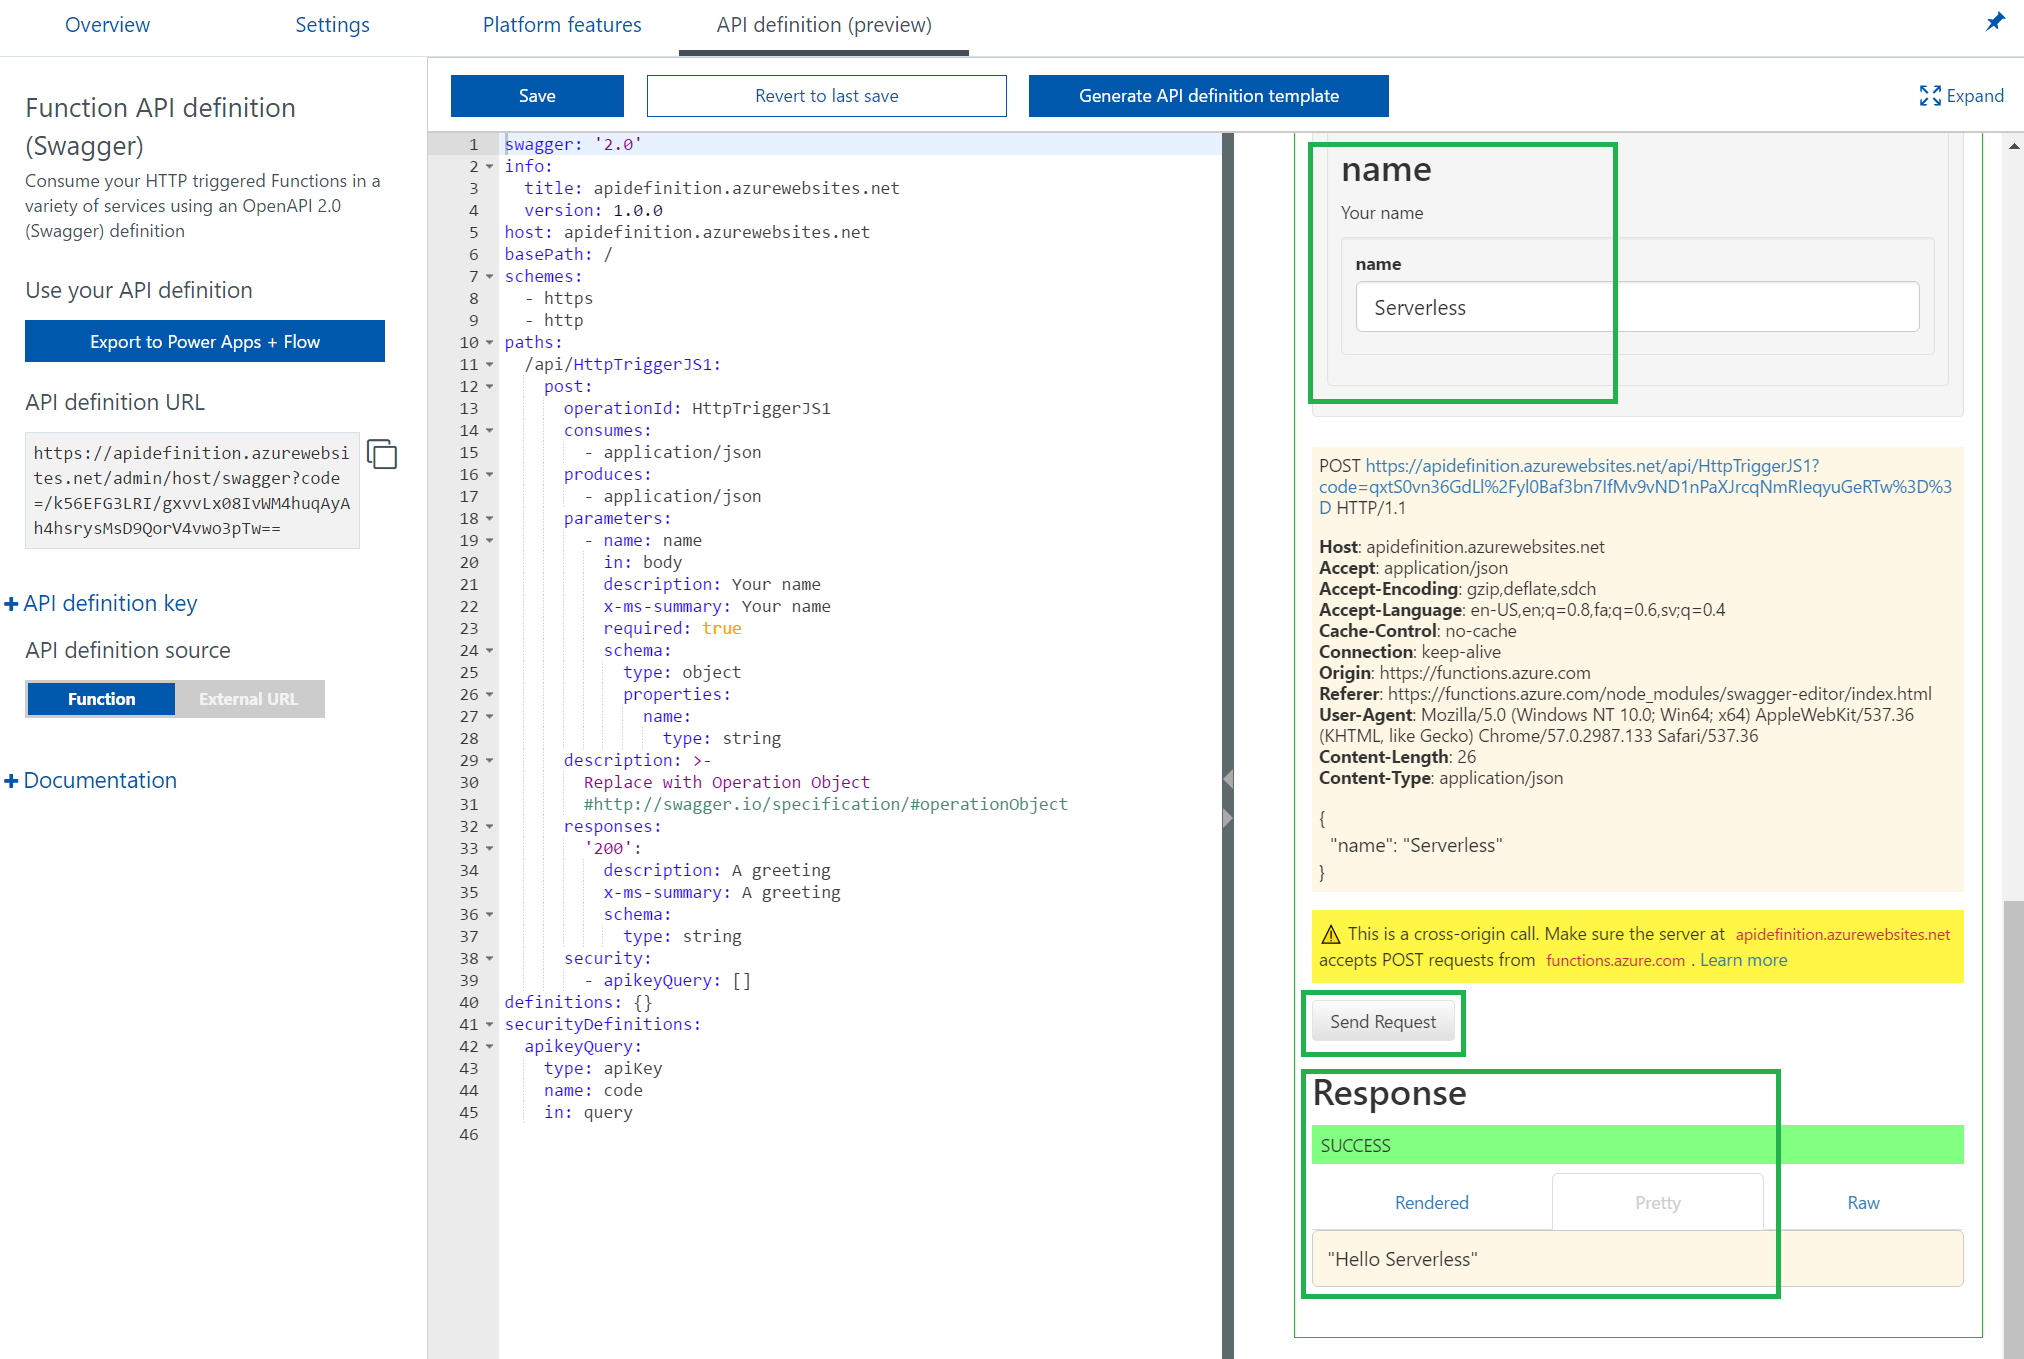 Overview
Settings
Platform features
API definition (preview)
Function API definition
(Swagger)
Consume your HTTP triggered Functions in a
variety of services using an OpenAPI 2.0
(Swagger) definition
Use your API definition
Export to Power Apps + Flow
API definition URL
https://apidefinition.azurewebsi
tes.net/admin/host/swagger?code
=/k56EFG3LRI/gxvvLx08IvWM4huqAyA
h4hsrysMsD9QorV4vwo3pTw==
+ API definition key
API definition source
Function
External URL
+ Documentation
Save
Revert to last save
Generate API definition template
Expand
1 swagger: '2.0'
2 info:
3 title: apidefinition.azurewebsites.net
4 version: 1.0.0
5 host: apidefinition.azurewebsites.net
6 basePath: /
7 schemes:
8 - https
9 - http
10 paths:
11 /api/HttpTriggerJS1:
12 post:
13 operationId: HttpTriggerJS1
14 consumes:
15 - application/json
16 produces:
17 - application/json
18 parameters:
19 - name: name
20 in: body
21 description: Your name
22 x-ms-summary: Your name
23 required: true
24 schema:
25 type: object
26 properties:
27 name:
28 type: string
29 description: >-
30 Replace with Operation Object
31 #http://swagger.io/specification/#operationObject
32 responses:
33 '200':
34 description: A greeting
35 x-ms-summary: A greeting
36 schema:
37 type: string
38 security:
39 - apikeyQuery: []
40 definitions: {}
41 securityDefinitions:
42 apikeyQuery:
43 type: apiKey
44 name: code
45 in: query
46
name
Your name
name
Serverless
POST https://apidefinition.azurewebsites.net/api/HttpTriggerJS1?
code=qxtS0vn36GdLl%2Fyl0Baf3bn7IfMv9vND1nPaXJrcqNmRIeqyuGeRTw%3D%3
D HTTP/1.1
Host: apidefinition.azurewebsites.net
Accept: application/json
Accept-Encoding: gzip,deflate,sdch
Accept-Language: en-US,en;q=0.8,fa;q=0.6,sv;q=0.4
Cache-Control: no-cache
Connection: keep-alive
Origin: https://functions.azure.com
Referer: https://functions.azure.com/node_modules/swagger-editor/index.html
User-Agent: Mozilla/5.0 (Windows NT 10.0; Win64; x64) AppleWebKit/537.36
(KHTML, like Gecko) Chrome/57.0.2987.133 Safari/537.36
Content-Length: 26
Content-Type: application/json
{
"name": "Serverless"
}
This is a cross-origin call. Make sure the server at apidefinition.azurewebsites.net
accepts POST requests from functions.azure.com . Learn more
Send Request
Response
SUCCESS
Rendered
Pretty
Raw
"Hello Serverless"